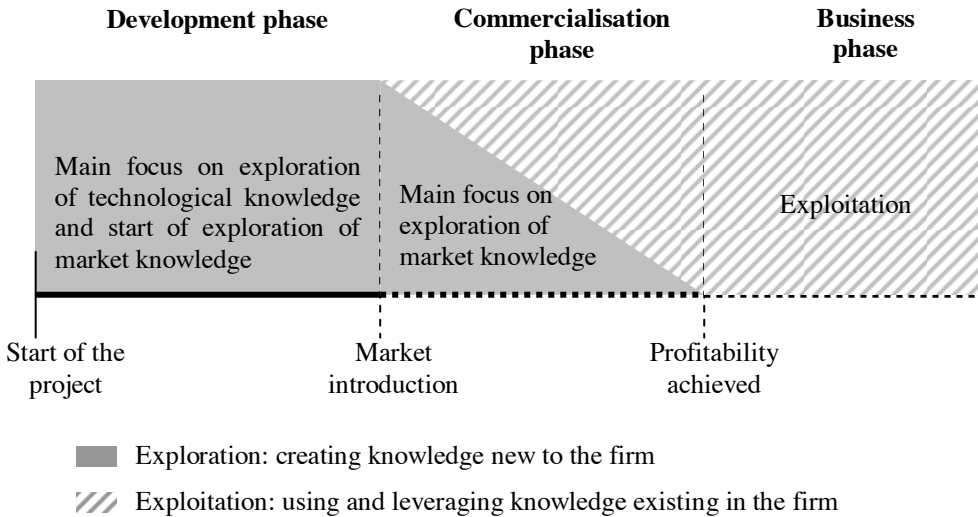 Development phase
Commercialisation
phase
Business
phase
Main focus on exploration
of technological knowledge
and start of exploration of
market knowledge
Main focus on
exploration of
market knowledge
Exploitation
Start of the
project
Market
introduction
Profitability
achieved
Exploration: creating knowledge new to the firm
Exploitation: using and leveraging knowledge existing in the firm